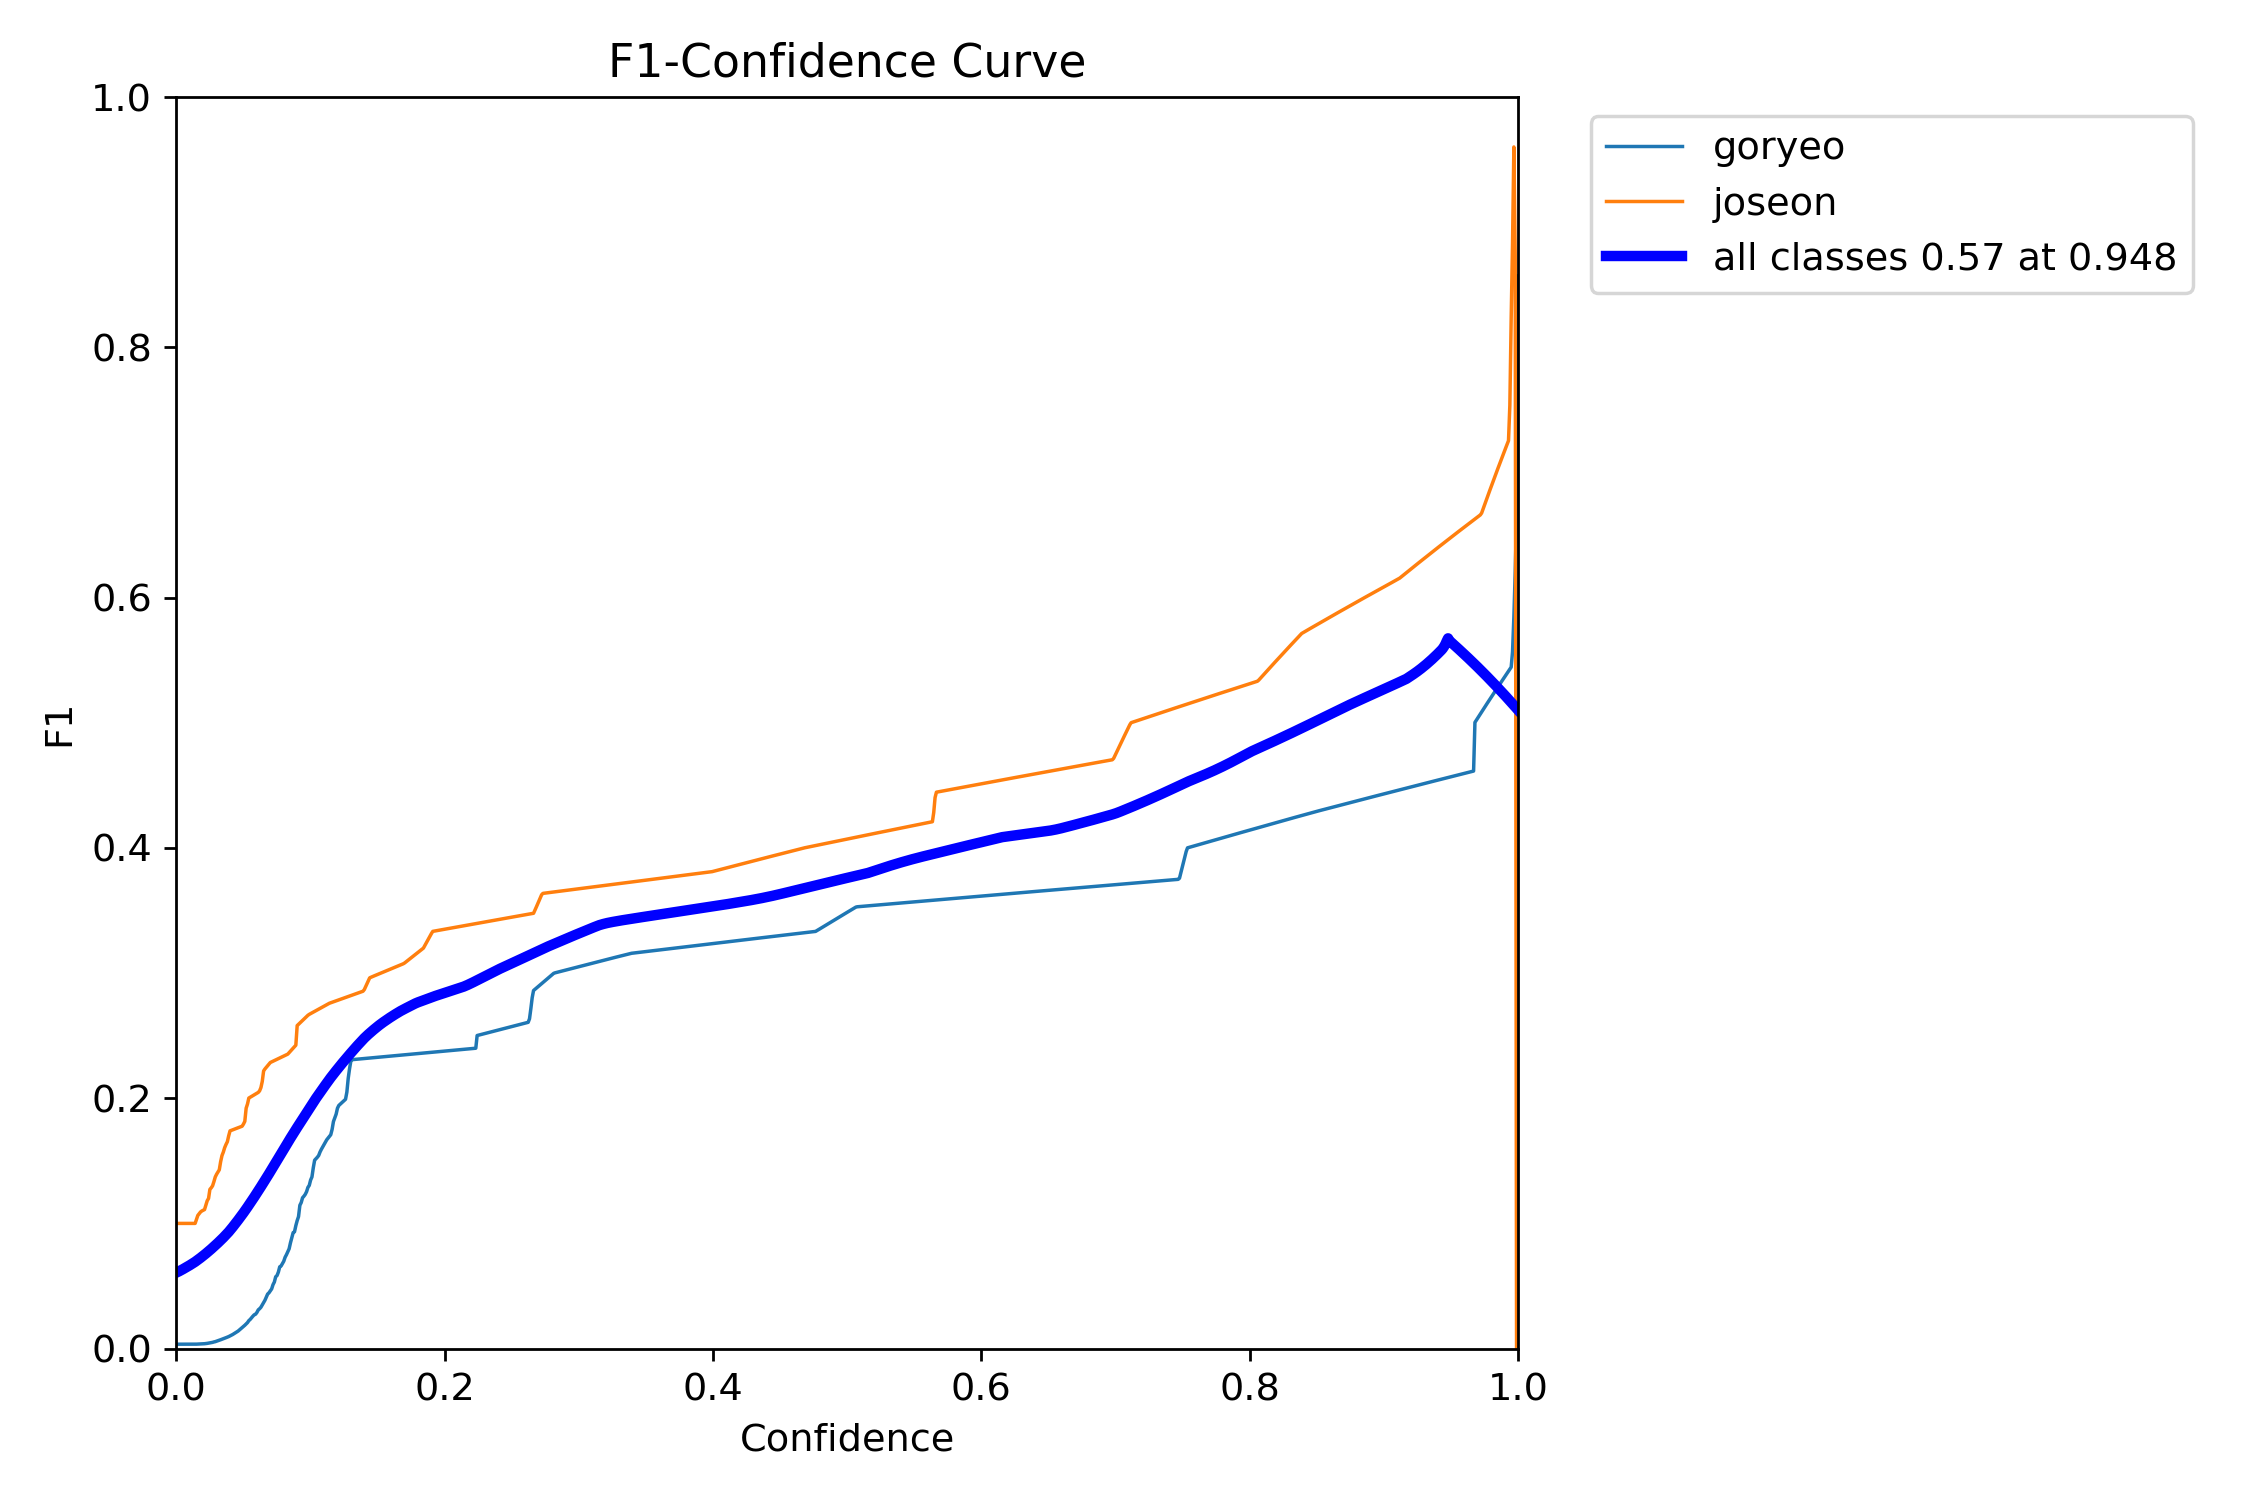 F1-Confidence Curve
1.0
0.8
0.6
0.4
0.2
0.0
F1
0.0 0.2 0.4 0.6 0.8 1.0
Confidence
goryeo
joseon
all classes 0.57 at 0.948